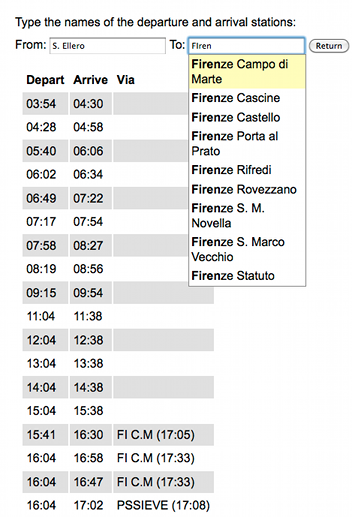 Type the names of the departure and arrival stations:
From: S. Ellero To: FIren Return
Depart Arrive Via
Firenze Campo di
Marte
Firenze Cascine
Firenze Castello
Firenze Porta al
Prato
Firenze Rifredi
Firenze Rovezzano
Firenze S. M.
Novella
Firenze S. Marco
Vecchio
Firenze Statuto
03:54 04:30
04:28 04:58
05:40 06:06
06:02 06:34
06:49 07:22
07:17 07:54
07:58 08:27
08:19 08:56
09:15 09:54
11:04 11:38
12:04 12:38
13:04 13:38
14:04 14:38
15:04 15:38
15:41 16:30 FI C.M (17:05)
16:04 16:58 FI C.M (17:33)
16:04 16:47 FI C.M (17:33)
16:04 17:02 PSSIEVE (17:08)